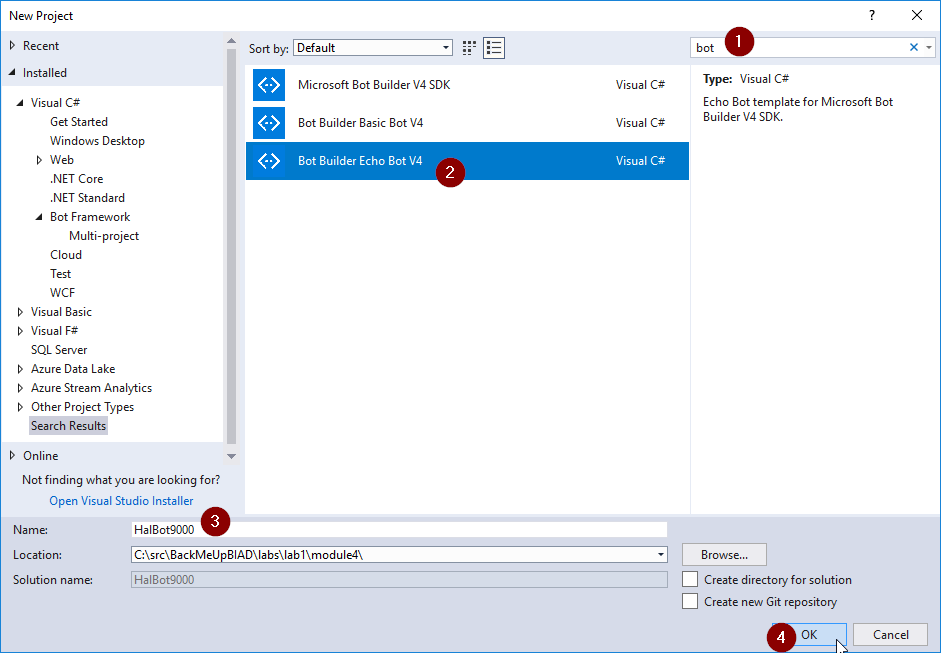 New Project
?
Recent
Installed
Visual C#
Get Started
Windows Desktop
Web
.NET Core
.NET Standard
Bot Framework
Multi-project
Cloud
Test
WCF
Visual Basic
Visual F#
SQL Server
Azure Data Lake
Azure Stream Analytics
Other Project Types
Search Results
Online
Not finding what you are looking for?
Open Visual Studio Installer
Sort by: Default
Microsoft Bot Builder V4 SDK Visual C#
Bot Builder Basic Bot V4 Visual C#
Bot Builder Echo Bot V4 Visual C#
2
bot
1
Type: Visual C#
Echo Bot template for Microsoft Bot
Builder V4 SDK.
Name: HalBot9000
3
Location: C:\src\BackMeUpBIAD\labs\lab1\module4\
Browse...
Solution name: HalBot9000
Create directory for solution
Create new Git repository
4
OK
Cancel